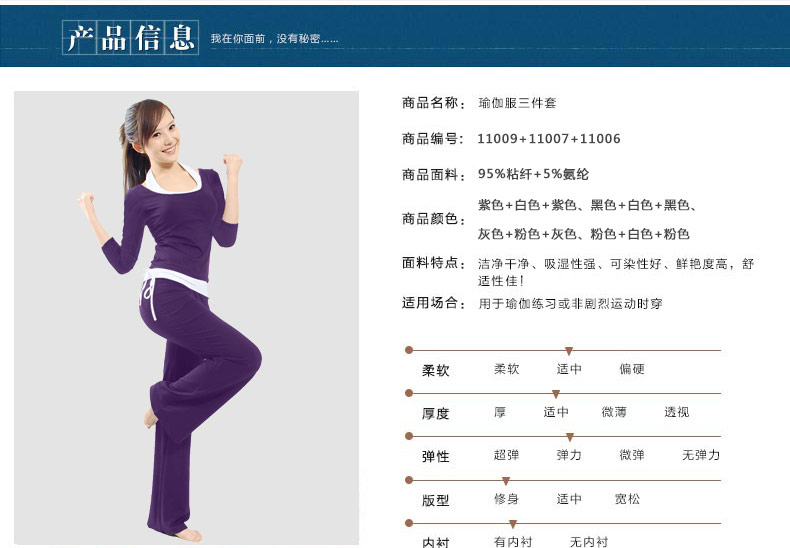 产品信息 我在你面前，没有秘密……
商品名称： 瑜伽服三件套
商品编号： 11009+11007+11006
商品面料： 95%粘纤+5%氨纶
商品颜色： 紫色+白色+紫色、黑色+白色+黑色、
灰色+粉色+灰色、粉色+白色+粉色
面料特点： 洁净干净、吸湿性强、可染性好、鲜艳度高，舒
适性佳！
适用场合： 用于瑜伽练习或非剧烈运动时穿
柔软 柔软 适中 偏硬
厚度 厚 适中 微薄 透视
弹性 超弹 弹力 微弹 无弹力
版型 修身 适中 宽松
内衬 有内衬 无内衬